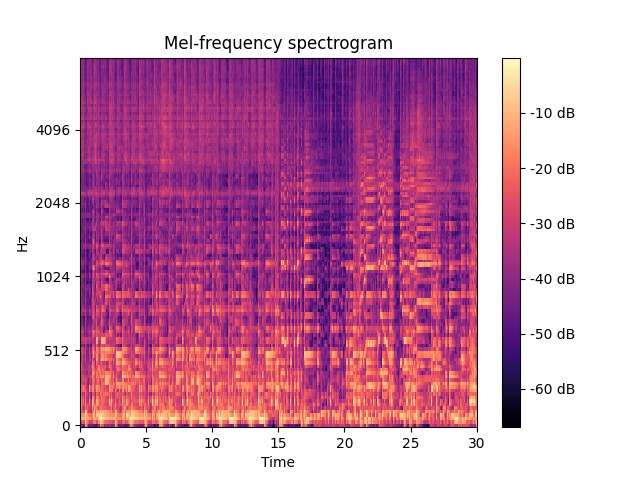 Mel-frequency spectrogram
Hz
4096
2048
1024
512
0
0 5 10 15 20 25 30
Time
-10 dB
-20 dB
-30 dB
-40 dB
-50 dB
-60 dB